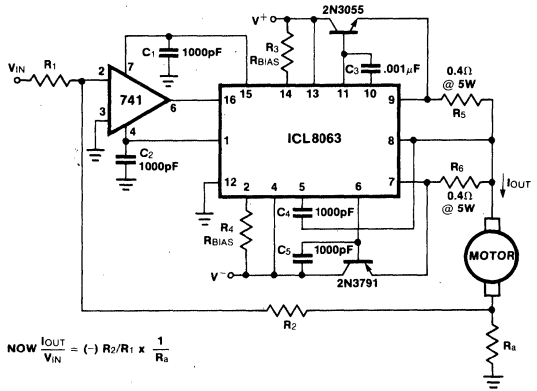 2N3055
V+
C1 1000pF
R3
RBIAS
C3 .001μF
0.4Ω
@ 5W
VIN
R1
2
7
741
6
3
4
16
15
14
13
11
10
9
R5
1
ICL8063
8
C2
1000pF
12
2
4
5
6
7
R6
IOUT
0.4Ω
@ 5W
R4
RBIAS
C4 1000pF
C5 1000pF
V-
2N3791
MOTOR
R2
Ra
NOW IOUT/VIN = (-) R2/R1 x 1/Ra